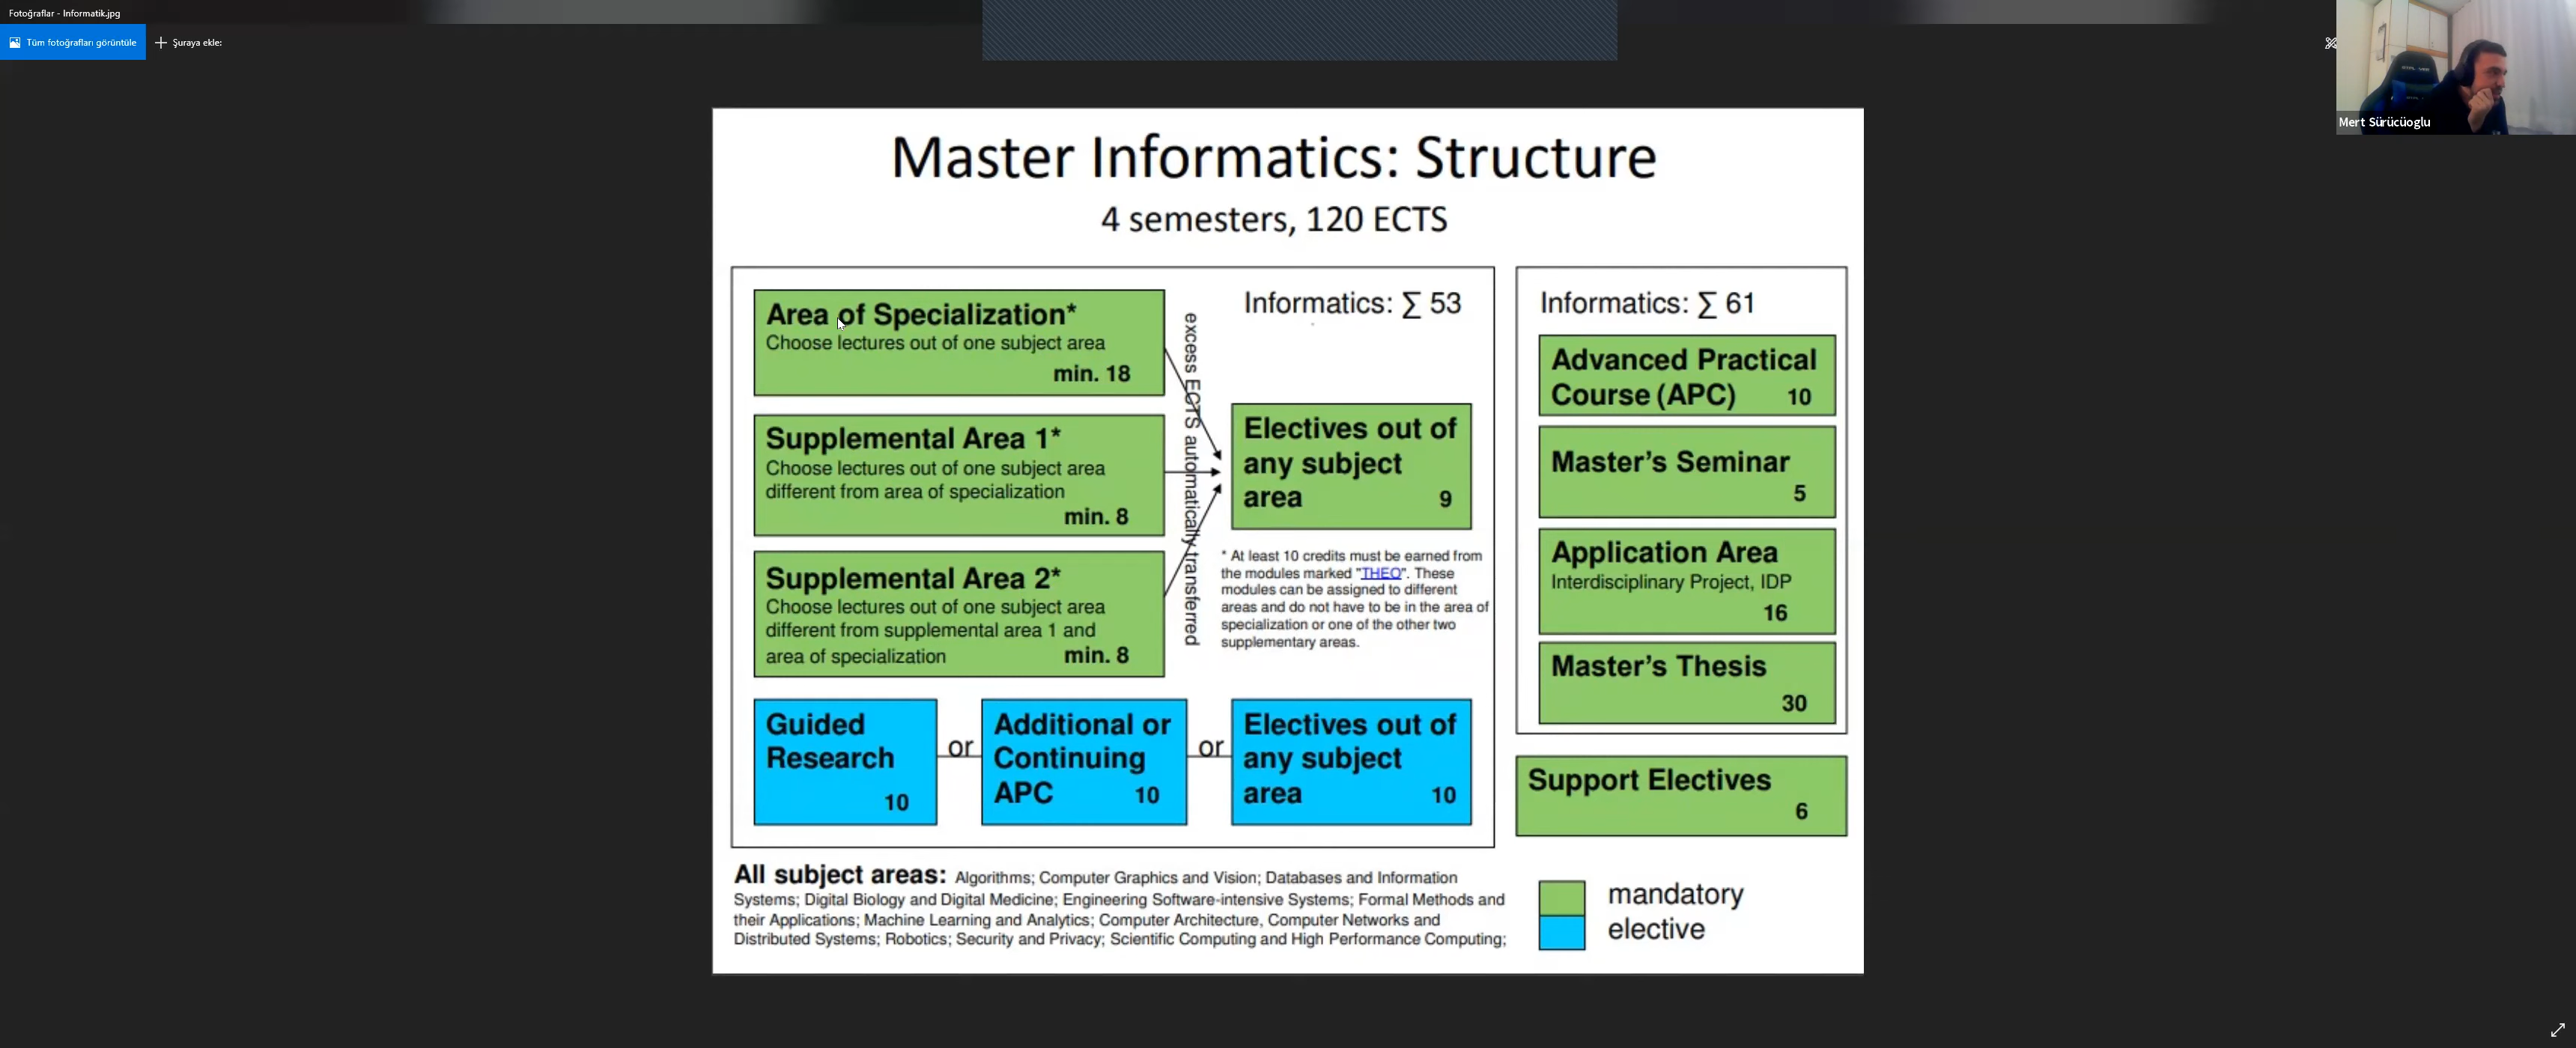 Fotoğraflar - Informatik.jpg
Tüm fotoğrafları görüntüle
Şuraya ekle:
Mert Sürücüoglu
Master Informatics: Structure
4 semesters, 120 ECTS
Informatics: ∑ 53
Area of Specialization*
Choose lectures out of one subject area
min. 18
Supplemental Area 1*
Choose lectures out of one subject area
different from area of specialization
min. 8
Supplemental Area 2*
Choose lectures out of one subject area
different from supplemental area 1 and
area of specialization min. 8
excess ECTS automatically transferred
Electives out of
any subject
area 9
* At least 10 credits must be earned from
the modules marked "THEO". These
modules can be assigned to different
areas and do not have to be in the area of
specialization or one of the other two
supplementary areas.
Guided
Research
10
or
Additional or
Continuing
APC 10
or
Electives out of
any subject
area 10
Informatics: ∑ 61
Advanced Practical
Course (APC) 10
Master’s Seminar
5
Application Area
Interdisciplinary Project, IDP
16
Master’s Thesis
30
Support Electives
6
All subject areas: Algorithms; Computer Graphics and Vision; Databases and Information
Systems; Digital Biology and Digital Medicine; Engineering Software-intensive Systems; Formal Methods and
their Applications; Machine Learning and Analytics; Computer Architecture, Computer Networks and
Distributed Systems; Robotics; Security and Privacy; Scientific Computing and High Performance Computing;
mandatory
elective